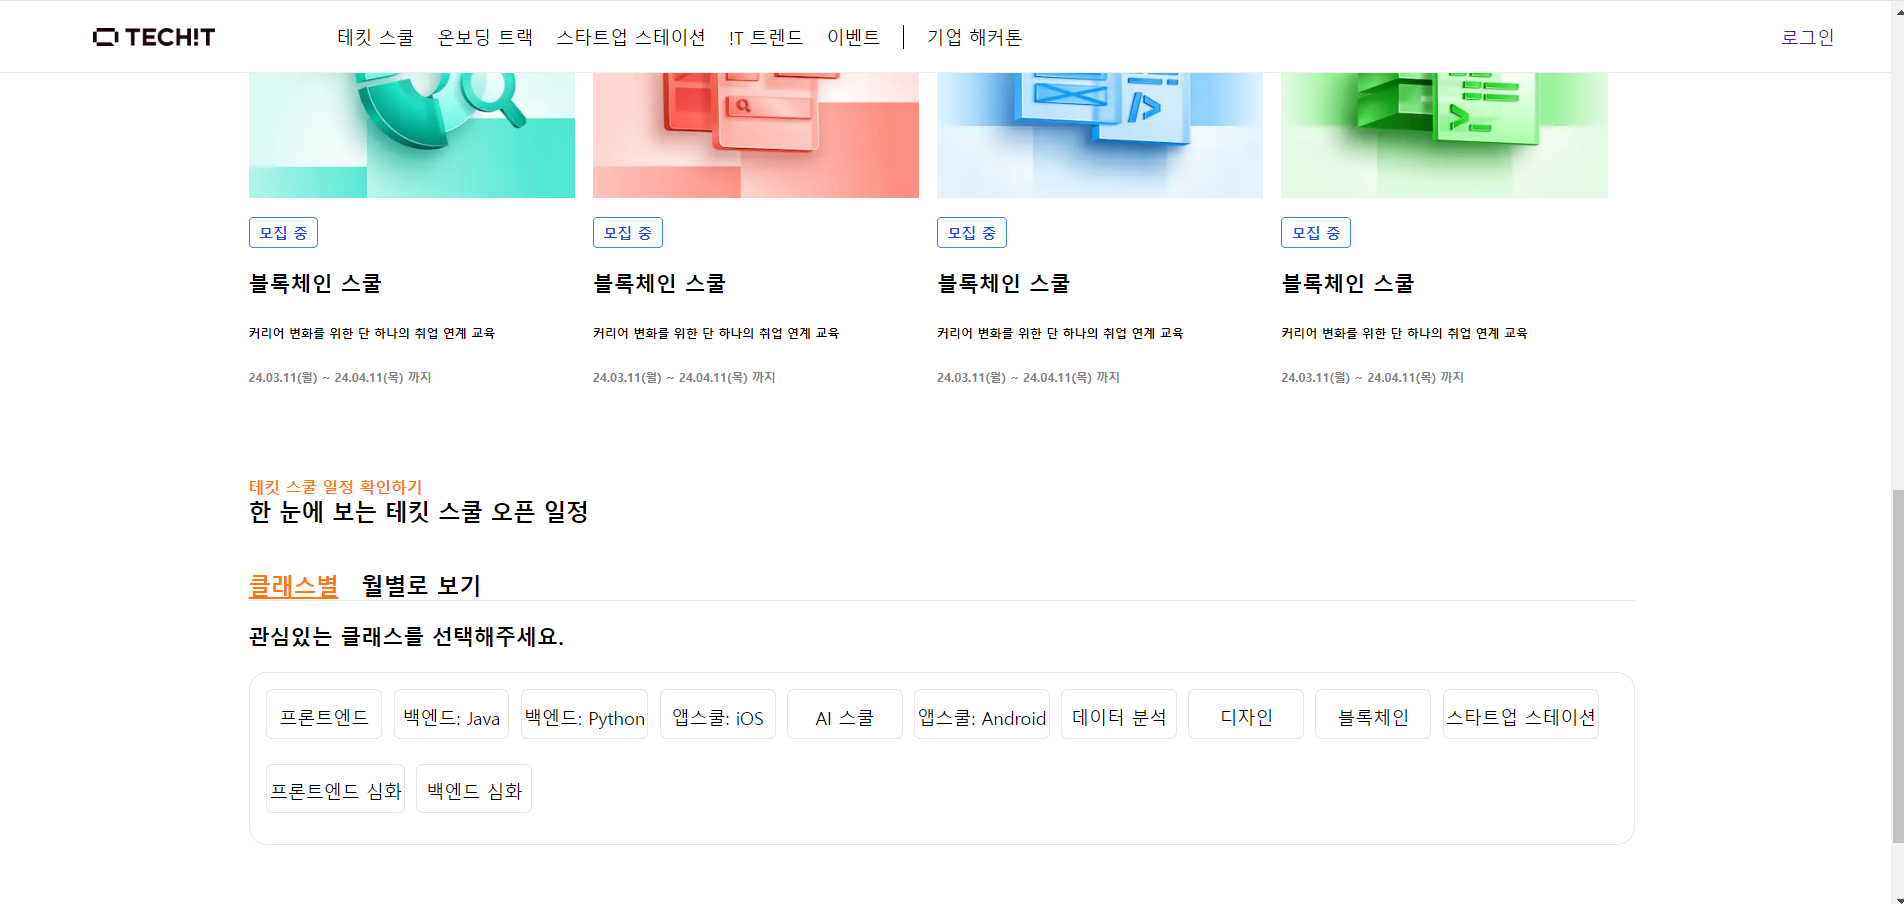 TECH!T 테킷 스쿨 온보딩 트랙 스타트업 스테이션 !T 트렌드 이벤트 기업 해커톤 로그인
모집 중 모집 중 모집 중 모집 중
블록체인 스쿨 블록체인 스쿨 블록체인 스쿨 블록체인 스쿨
커리어 변화를 위한 단 하나의 취업 연계 교육 커리어 변화를 위한 단 하나의 취업 연계 교육 커리어 변화를 위한 단 하나의 취업 연계 교육 커리어 변화를 위한 단 하나의 취업 연계 교육
24.03.11(월) ~ 24.04.11(목) 까지 24.03.11(월) ~ 24.04.11(목) 까지 24.03.11(월) ~ 24.04.11(목) 까지 24.03.11(월) ~ 24.04.11(목) 까지
테킷 스쿨 일정 확인하기
한 눈에 보는 테킷 스쿨 오픈 일정
클래스별 월별로 보기
관심있는 클래스를 선택해주세요.
프론트엔드 백엔드: Java 백엔드: Python 앱스쿨: iOS AI 스쿨 앱스쿨: Android 데이터 분석 디자인 블록체인 스타트업 스테이션
프론트엔드 심화 백엔드 심화